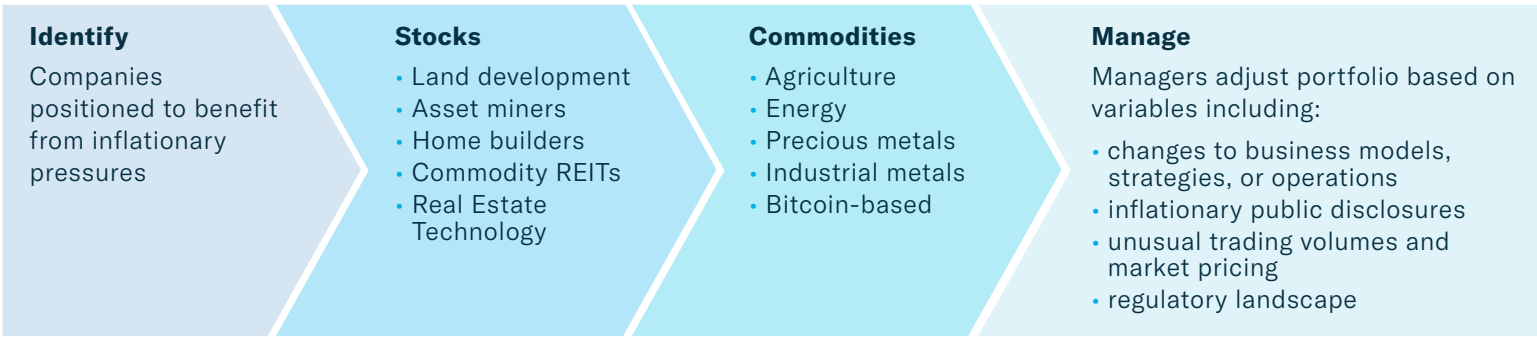 Identify
Companies
positioned to benefit
from inflationary
pressures
Stocks
• Land development
• Asset miners
• Home builders
• Commodity REITs
• Real Estate
Technology
Commodities
• Agriculture
• Energy
• Precious metals
• Industrial metals
• Bitcoin-based
Manage
Managers adjust portfolio based on
variables including:
• changes to business models,
strategies, or operations
• inflationary public disclosures
• unusual trading volumes and
market pricing
• regulatory landscape